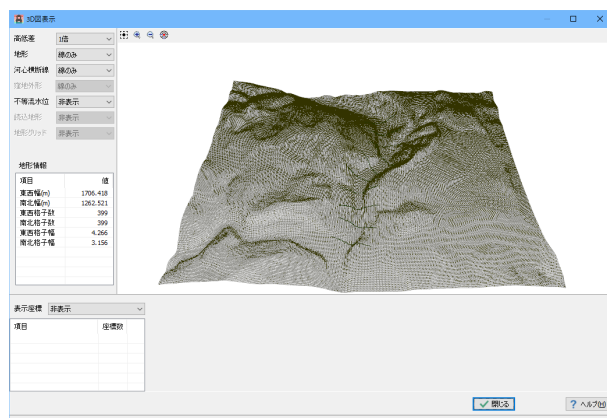 3D図表示
高低差 1倍
地形 線のみ
河心横断線 線のみ
窪地外形 線のみ
不等流水位 非表示
読込地形 非表示
地形グリッド 非表示
地形情報
項目 値
東西幅(m) 1706.418
南北幅(m) 1262.521
東西格子数 399
南北格子数 399
東西格子幅 4.266
南北格子幅 3.156
表示座標 非表示
項目 座標数
閉じる
? ヘルプ(H)